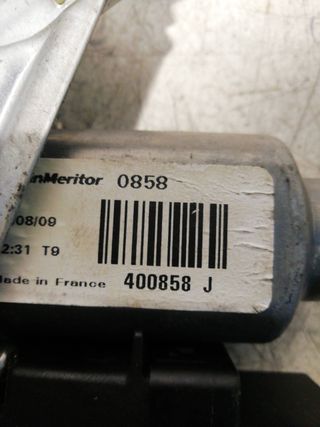 nMeritor 0858
08/09
2:31 T9
ade in France 400858 J